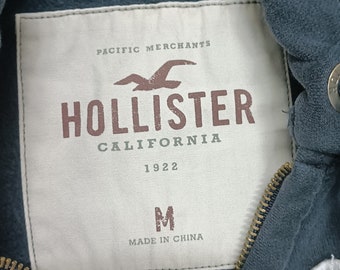 PACIFIC MERCHANTS
HOLLISTER
CALIFORNIA
1922
M
MADE IN CHINA